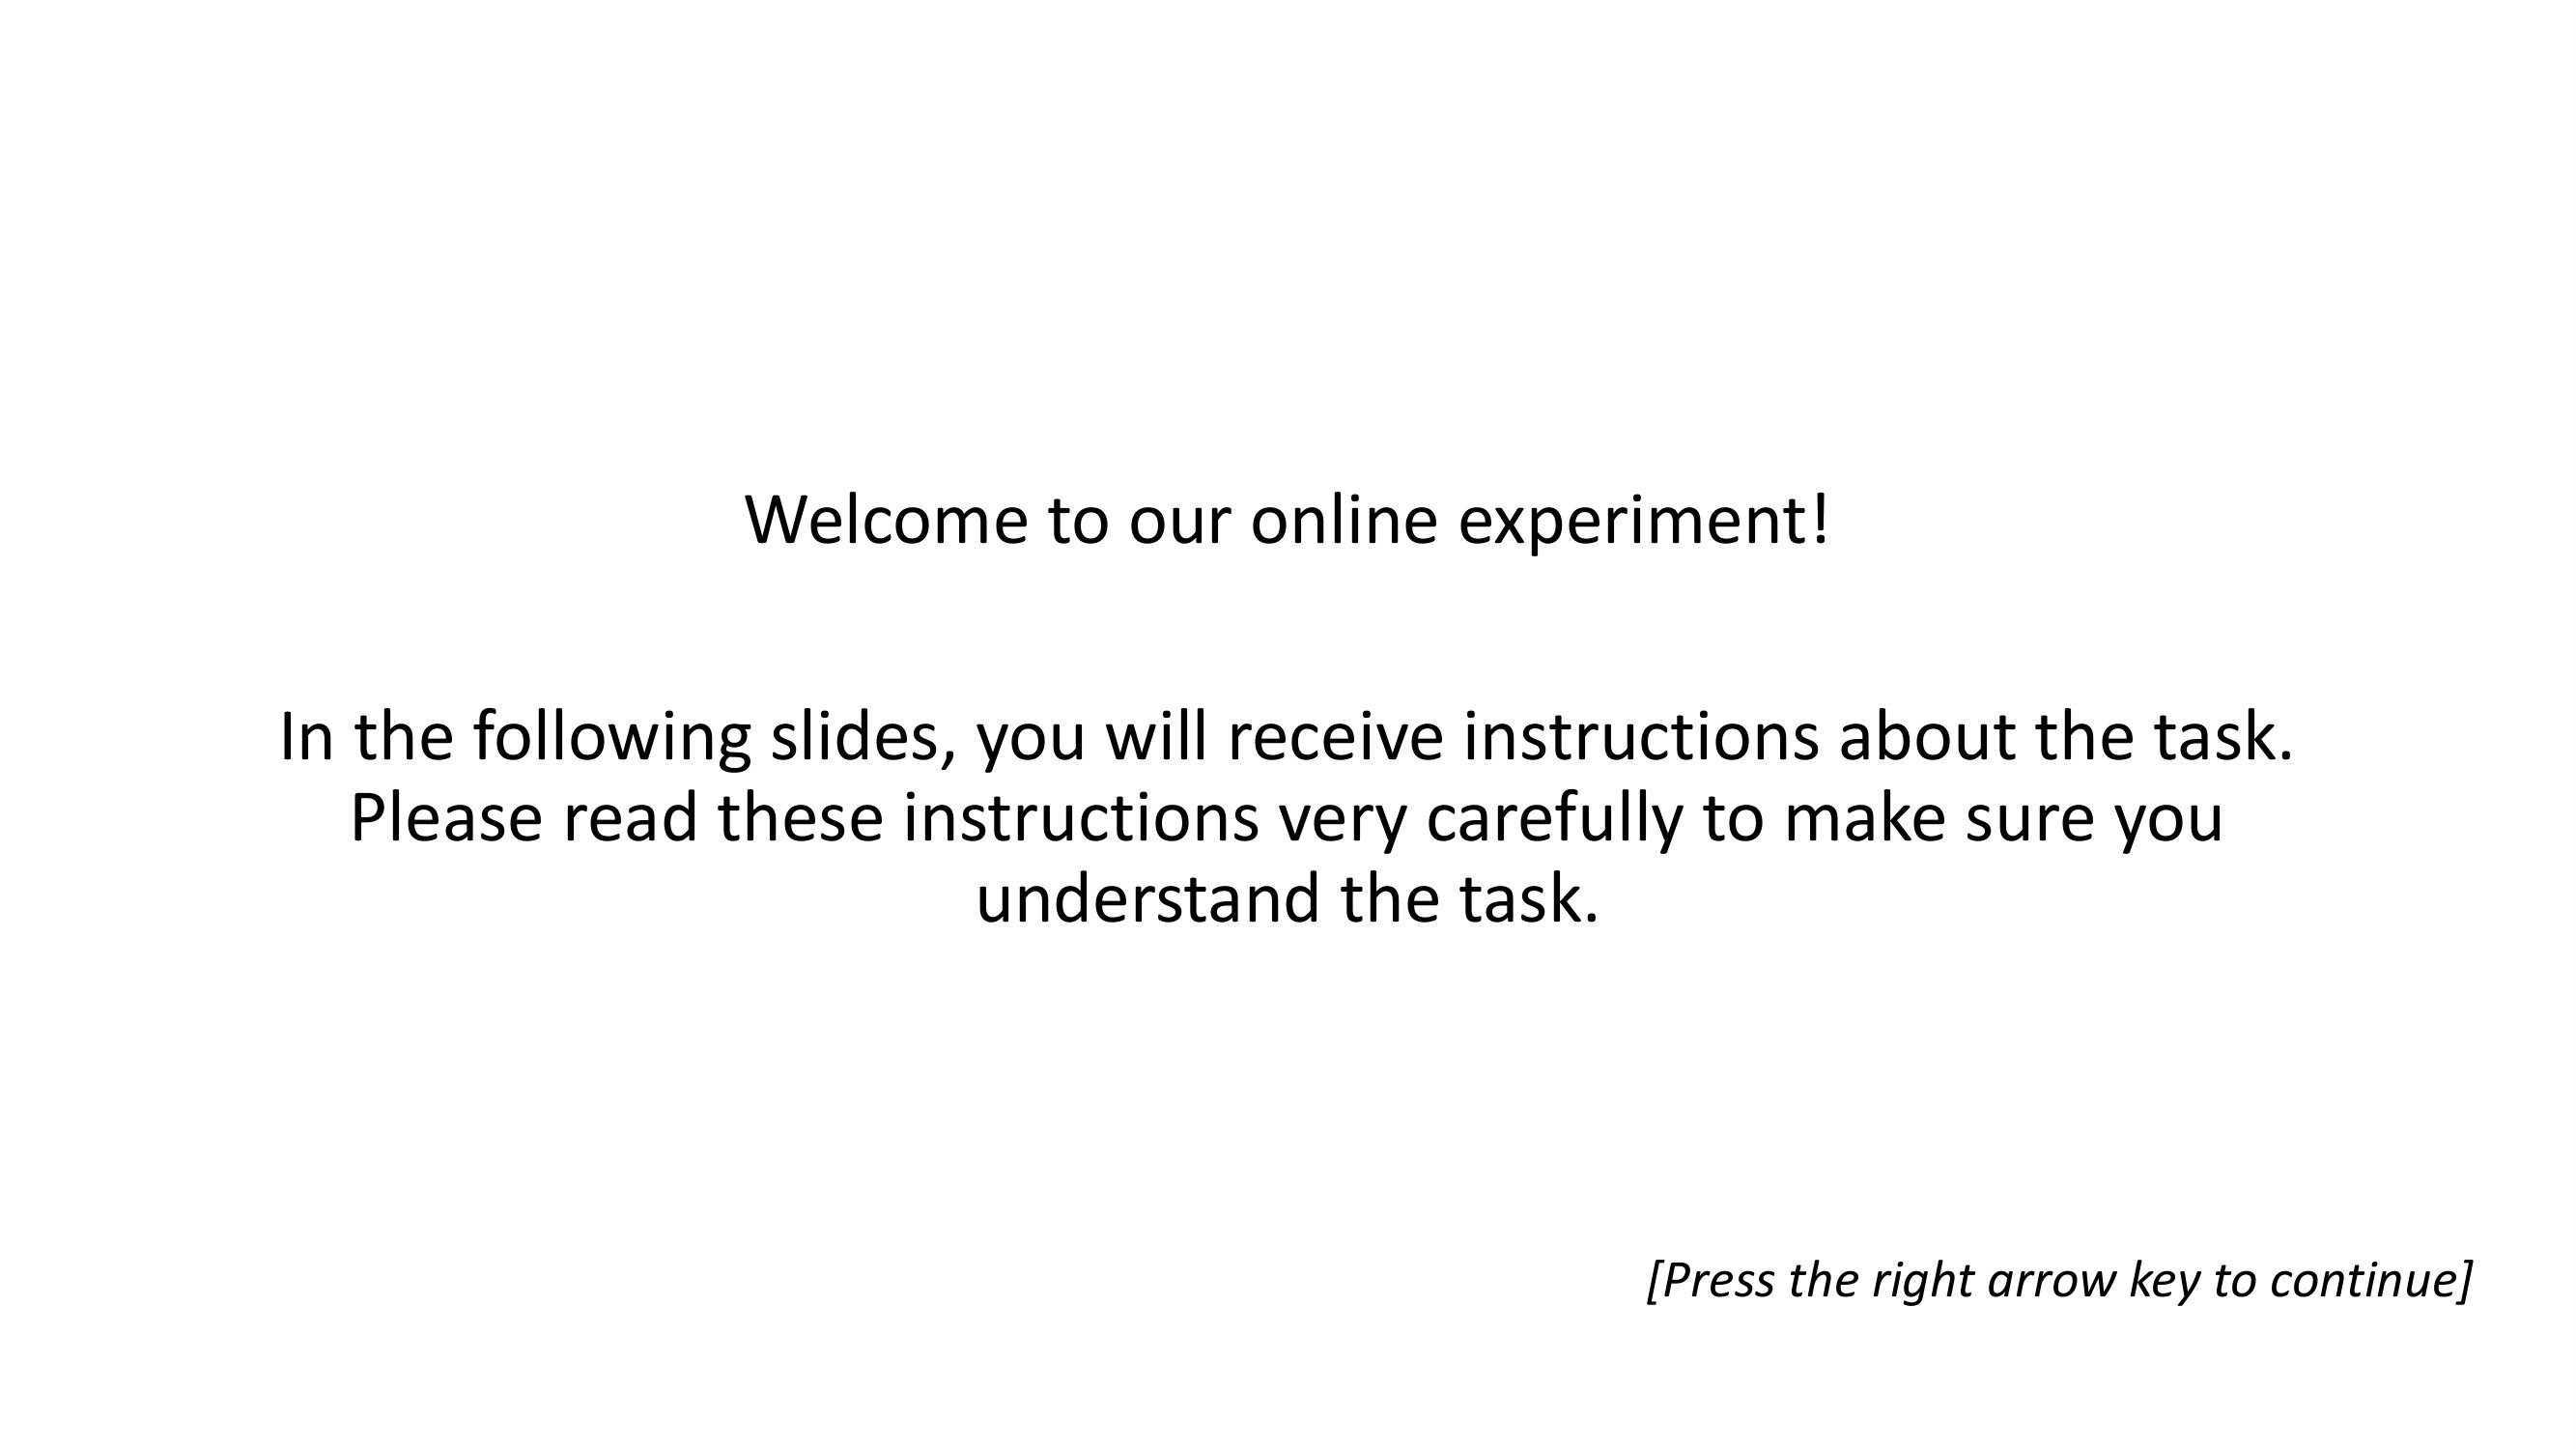 Welcome to our online experiment!
In the following slides, you will receive instructions about the task.
Please read these instructions very carefully to make sure you
understand the task.
[Press the right arrow key to continue]